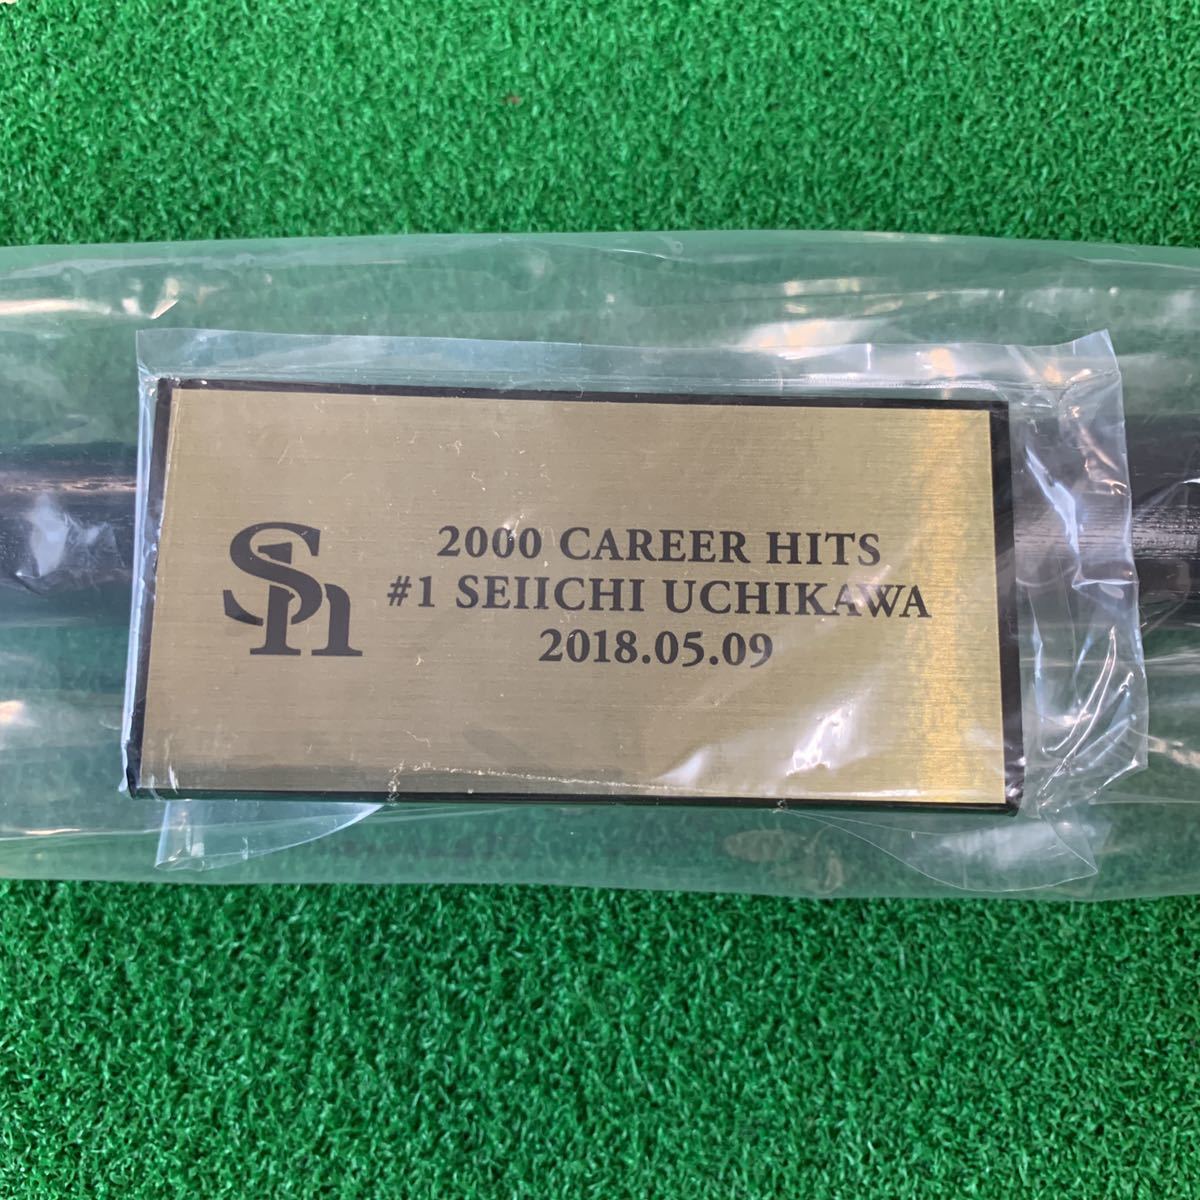 Sh
2000 CAREER HITS
#1 SEIICHI UCHIKAWA
2018.05.09